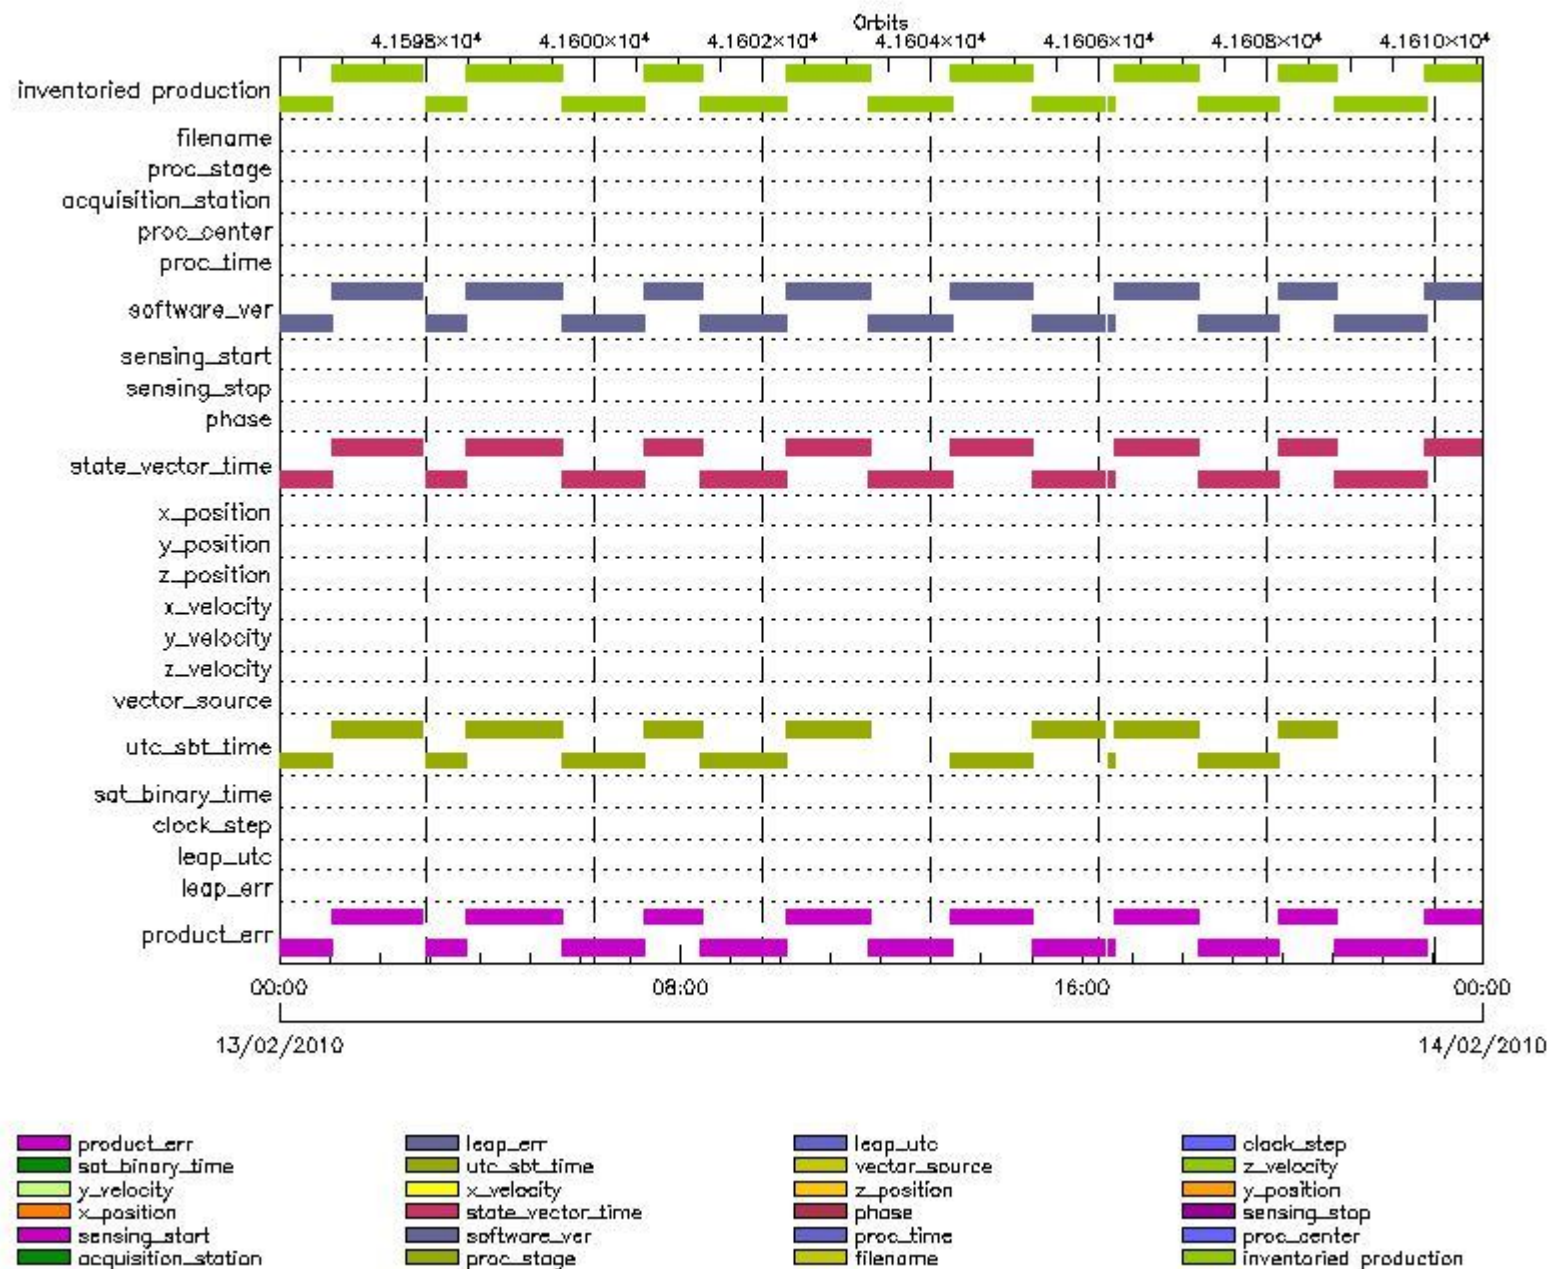 Orbits
4.1598×10⁴ 4.1600×10⁴ 4.1602×10⁴ 4.1604×10⁴ 4.1606×10⁴ 4.1608×10⁴ 4.1610×10⁴
inventoried production
filename
proc_stage
acquisition_station
proc_center
proc_time
software_ver
sensing_start
sensing_stop
phase
state_vector_time
x_position
y_position
z_position
x_velocity
y_velocity
z_velocity
vector_source
utc_sbt_time
sat_binary_time
clock_step
leap_utc
leap_err
product_err
00:00 08:00 16:00 00:00
13/02/2010 14/02/2010
product_err leap_err leap_utc clock_step
sat_binary_time utc_sbt_time vector_source z_velocity
y_velocity x_velocity z_position y_position
x_position state_vector_time phase sensing_stop
sensing_start software_ver proc_time proc_center
acquisition_station proc_stage filename inventoried production